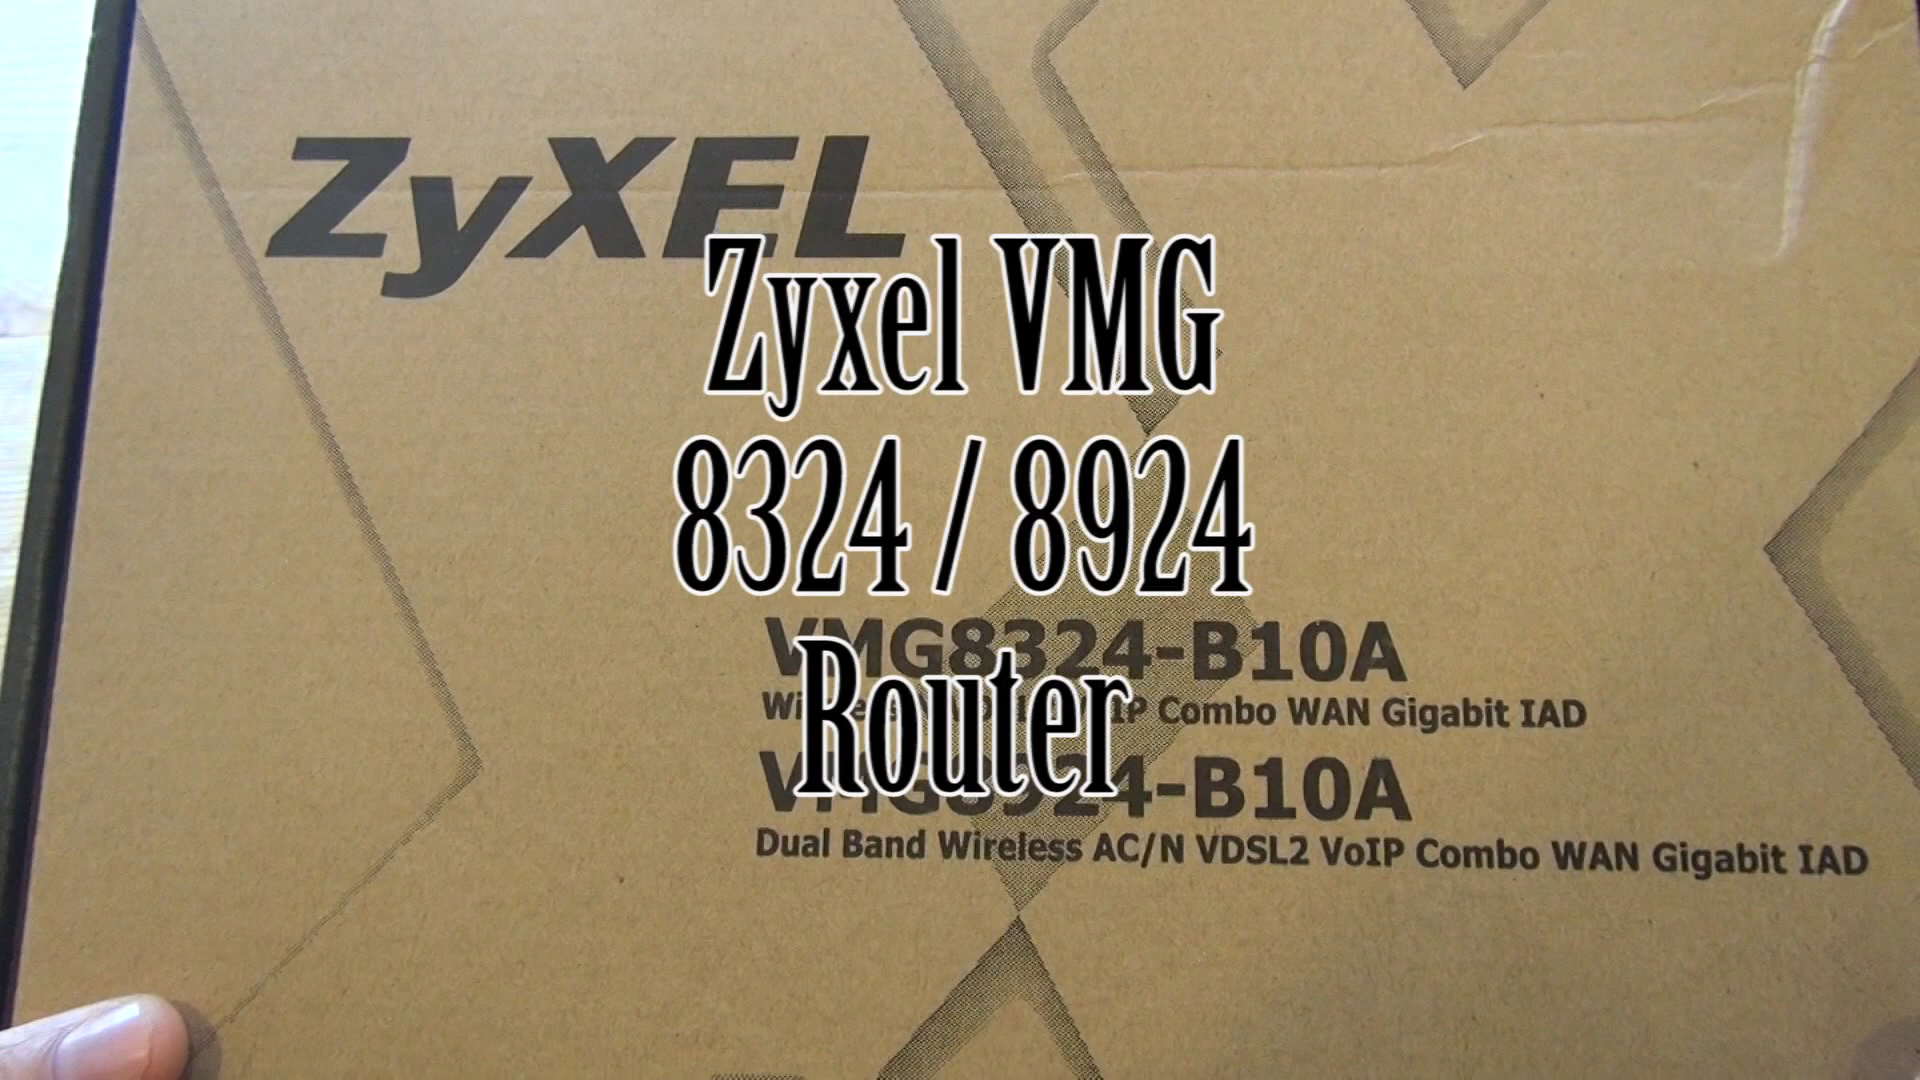 ZyXEL
Zyxel VMG
8324 / 8924
Router
VMG8324-B10A
Combo WAN Gigabit IAD
VMG8924-B10A
Dual Band Wireless AC/N VDSL2 VoIP Combo WAN Gigabit IAD